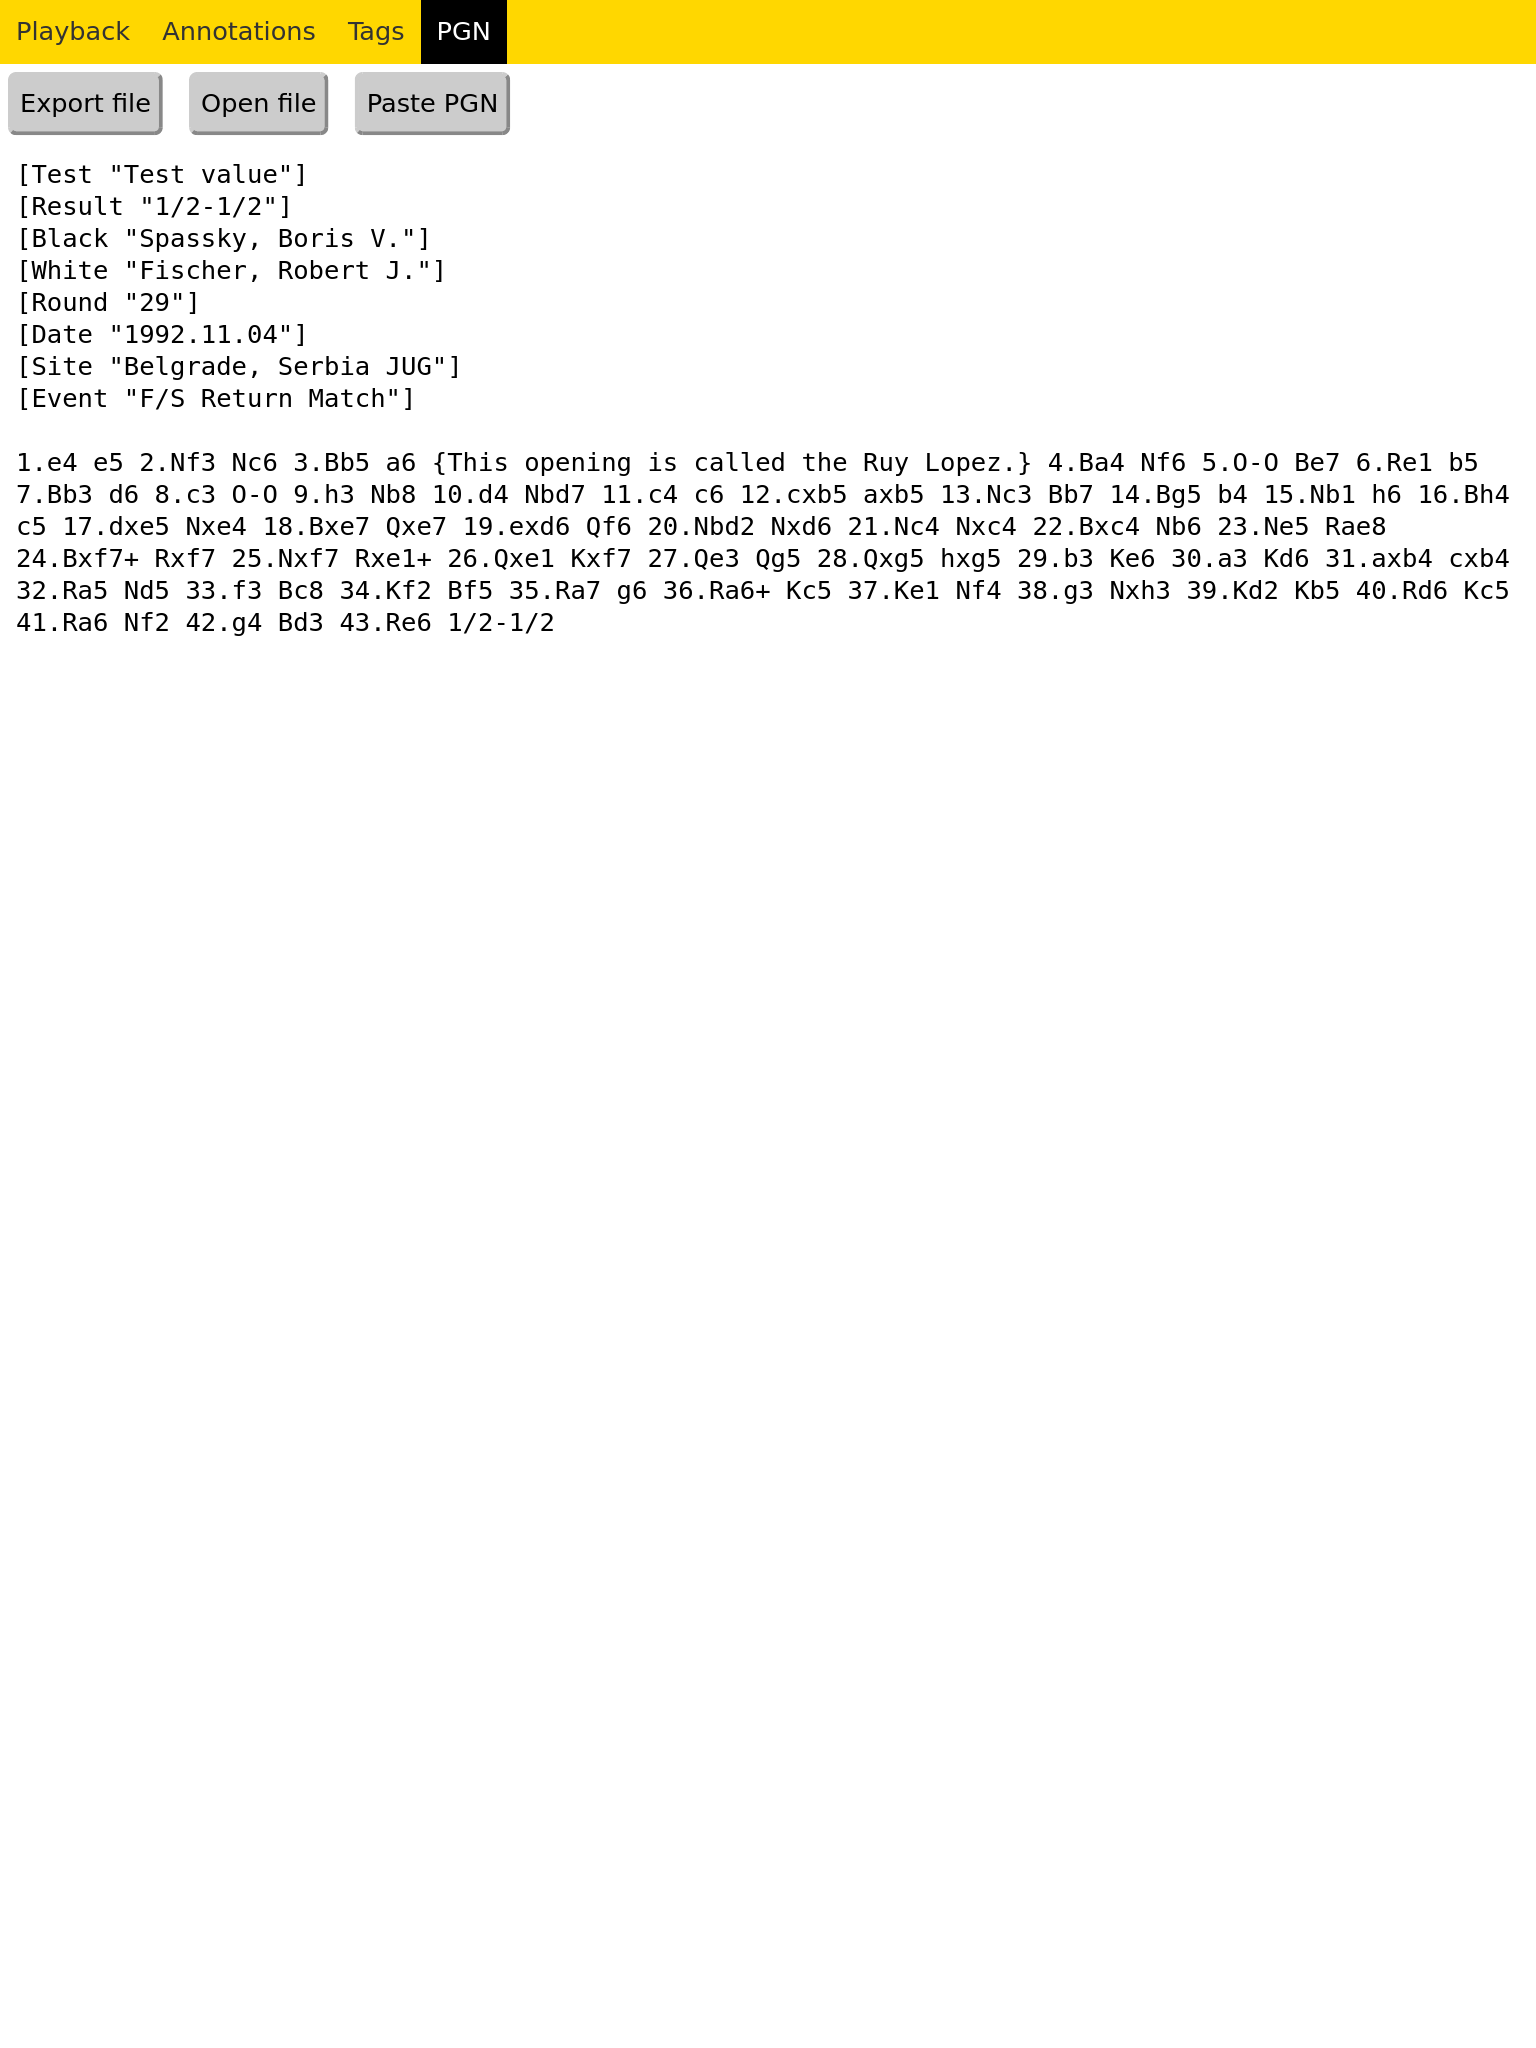 Playback Annotations Tags PGN
Export file Open file Paste PGN
[Test "Test value"]
[Result "1/2-1/2"]
[Black "Spassky, Boris V."]
[White "Fischer, Robert J."]
[Round "29"]
[Date "1992.11.04"]
[Site "Belgrade, Serbia JUG"]
[Event "F/S Return Match"]
1.e4 e5 2.Nf3 Nc6 3.Bb5 a6 {This opening is called the Ruy Lopez.} 4.Ba4 Nf6 5.O-O Be7 6.Re1 b5
7.Bb3 d6 8.c3 O-O 9.h3 Nb8 10.d4 Nbd7 11.c4 c6 12.cxb5 axb5 13.Nc3 Bb7 14.Bg5 b4 15.Nb1 h6 16.Bh4
c5 17.dxe5 Nxe4 18.Bxe7 Qxe7 19.exd6 Qf6 20.Nbd2 Nxd6 21.Nc4 Nxc4 22.Bxc4 Nb6 23.Ne5 Rae8
24.Bxf7+ Rxf7 25.Nxf7 Rxe1+ 26.Qxe1 Kxf7 27.Qe3 Qg5 28.Qxg5 hxg5 29.b3 Ke6 30.a3 Kd6 31.axb4 cxb4
32.Ra5 Nd5 33.f3 Bc8 34.Kf2 Bf5 35.Ra7 g6 36.Ra6+ Kc5 37.Ke1 Nf4 38.g3 Nxh3 39.Kd2 Kb5 40.Rd6 Kc5
41.Ra6 Nf2 42.g4 Bd3 43.Re6 1/2-1/2